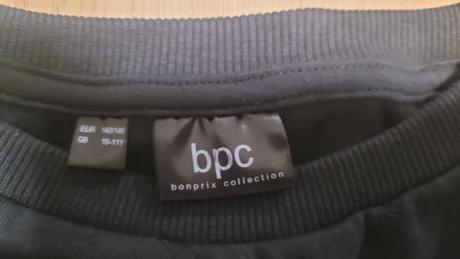 EUR 140/146
GB 10-11Y
bpc
bonprix collection